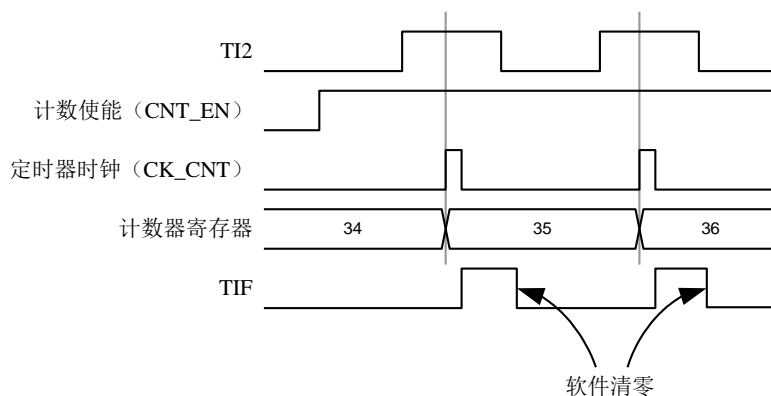 TI2
计数使能（CNT_EN）
定时器时钟（CK_CNT）
计数器寄存器
34
35
36
TIF
软件清零